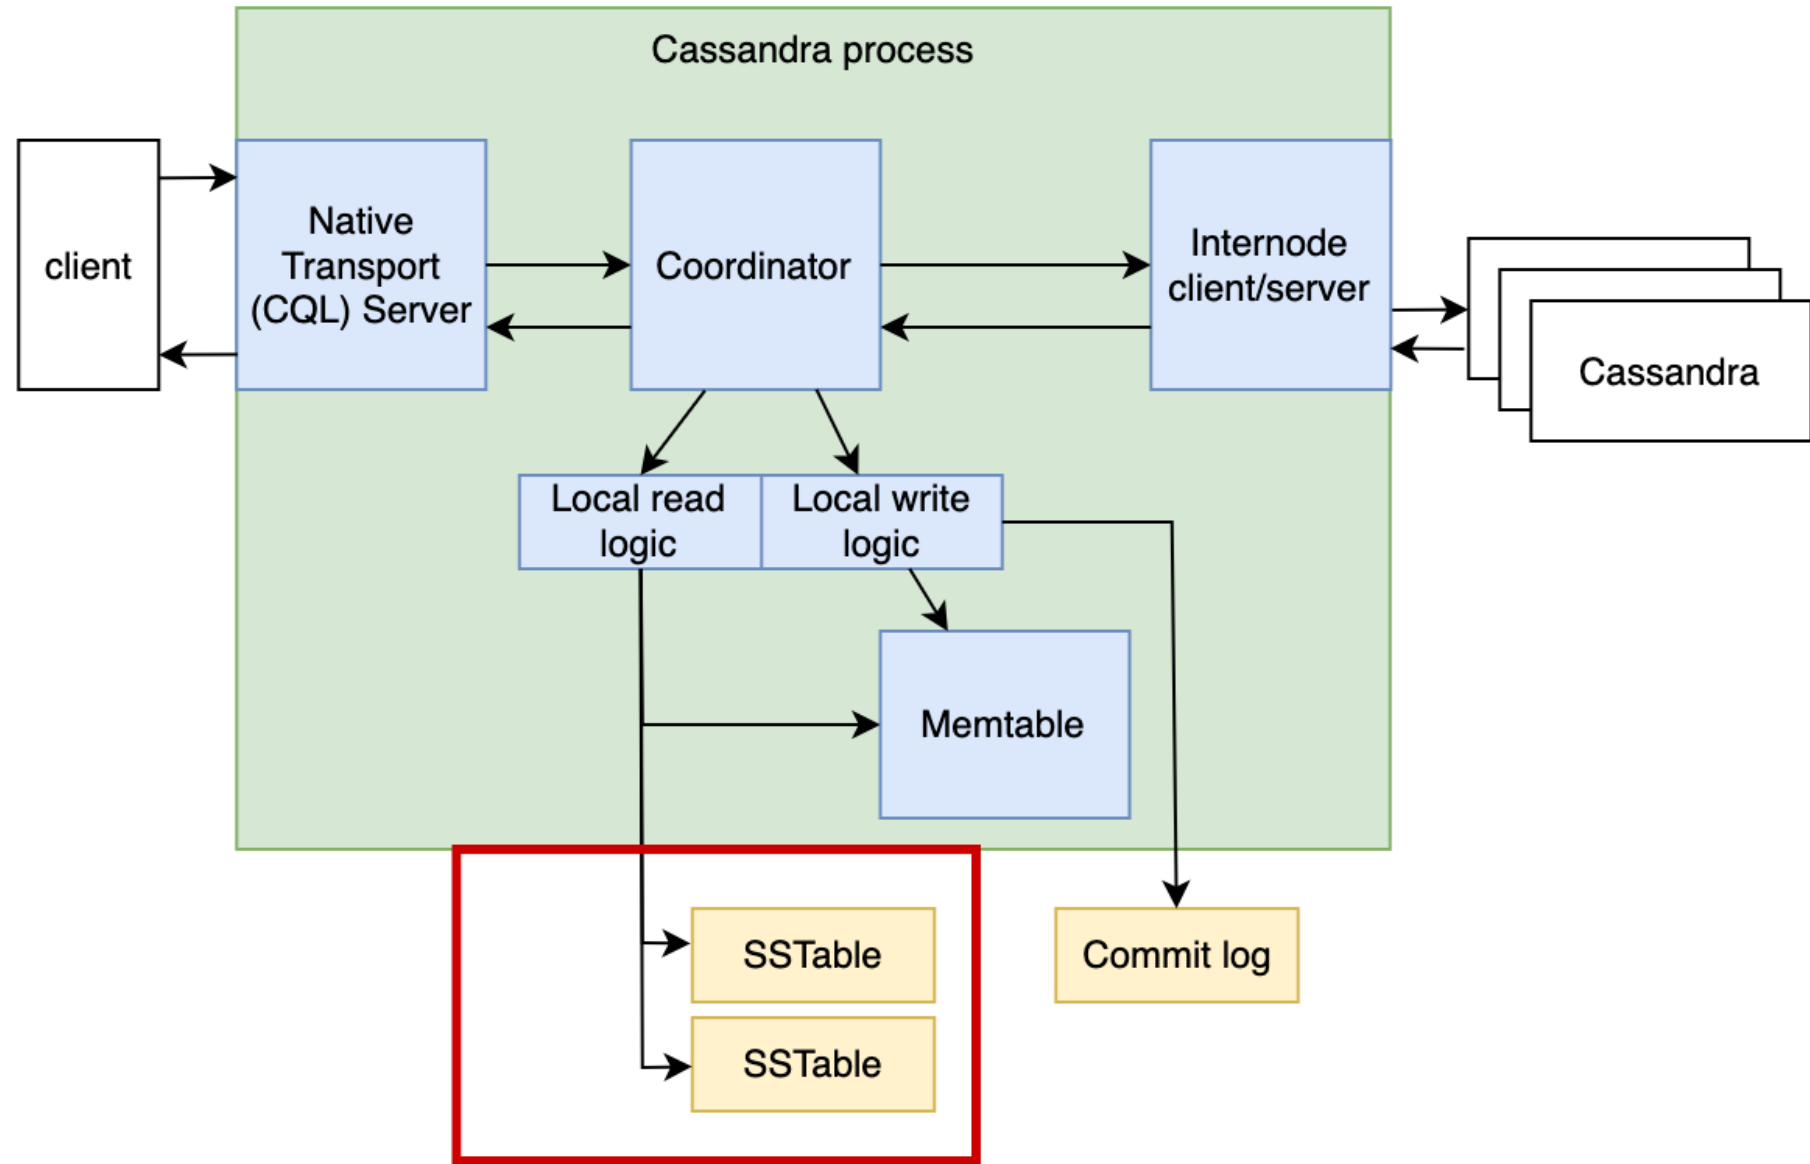 Cassandra process
client
Native
Transport
(CQL) Server
Coordinator
Internode
client/server
Cassandra
Local read
logic
Local write
logic
Memtable
SSTable
Commit log
SSTable